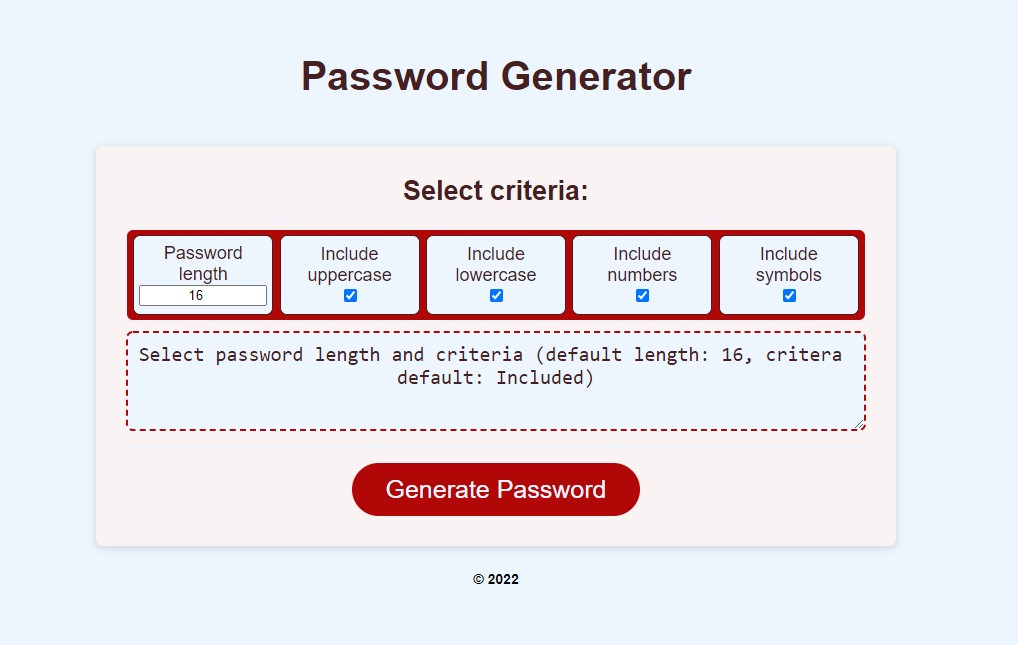 Password Generator
Select criteria:
Password
length
16
Include
uppercase
Include
lowercase
Include
numbers
Include
symbols
Select password length and criteria (default length: 16, critera
default: Included)
Generate Password
© 2022